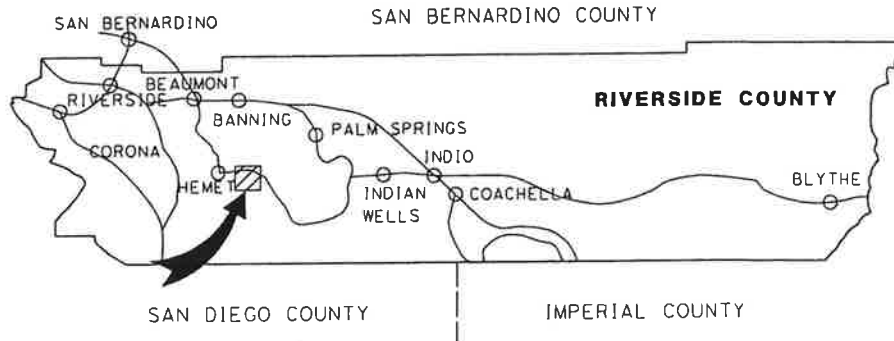 SAN BERNARDINO COUNTY
SAN BERNARDINO
BEAUMONT
RIVERSIDE
RIVERSIDE COUNTY
BANNING
PALM SPRINGS
CORONA
INDIO
HEMET
INDIAN
WELLS
COACHELLA
BLYTHE
SAN DIEGO COUNTY
IMPERIAL COUNTY